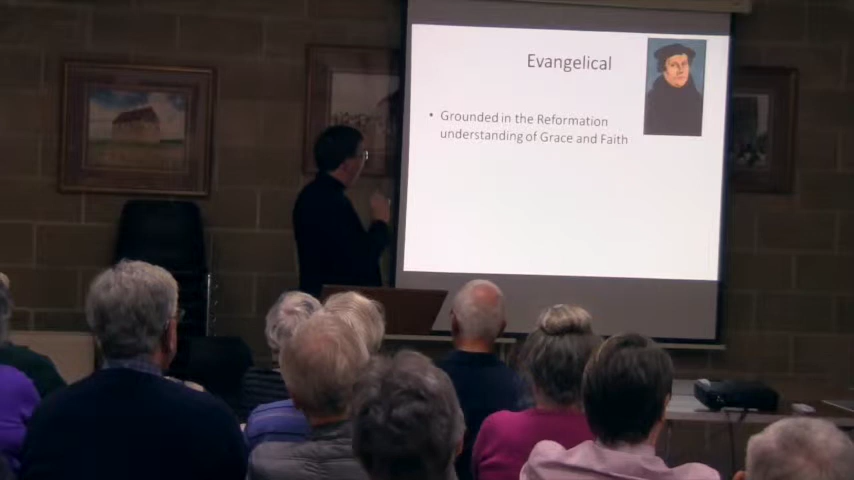 Evangelical
• Grounded in the Reformation
understanding of Grace and Faith